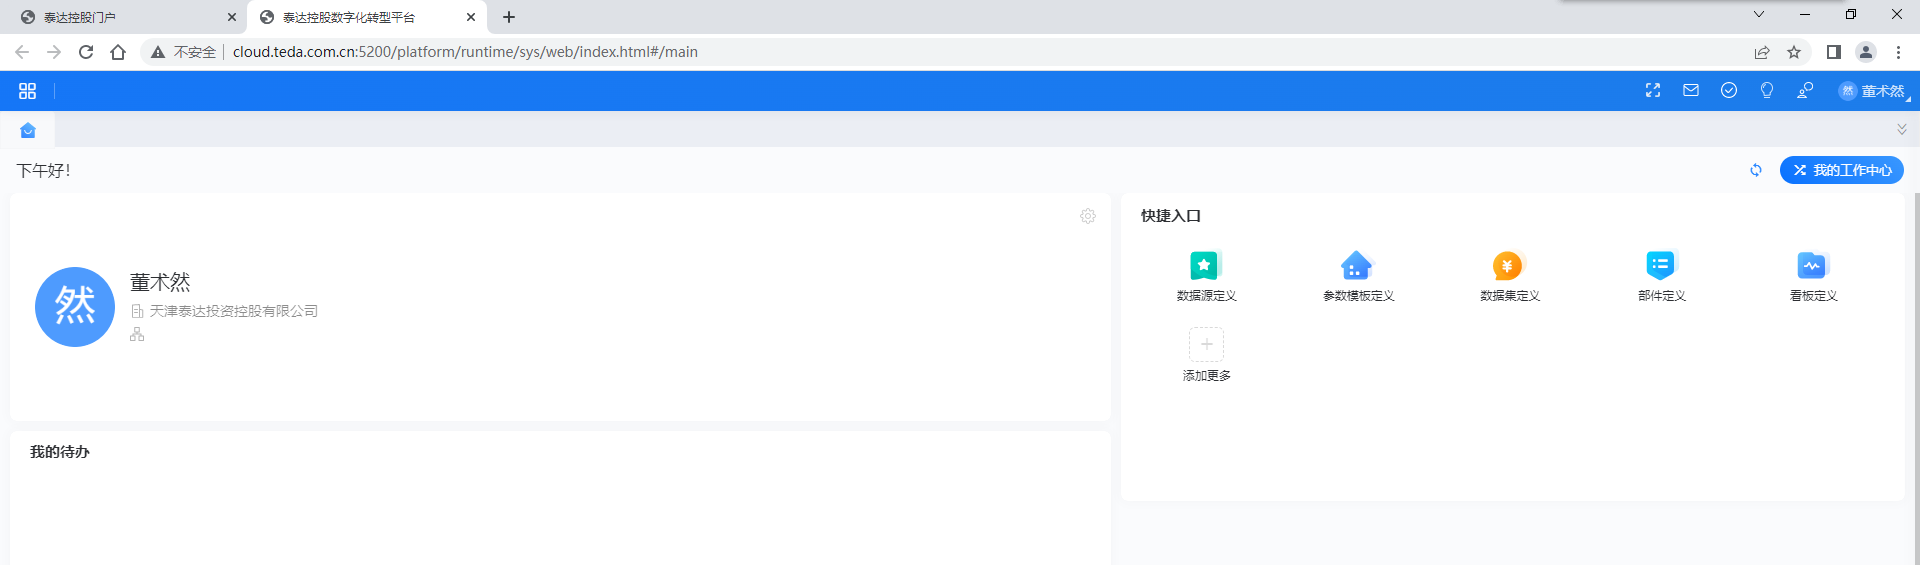 泰达控股门户
泰达控股数字化转型平台
不安全
cloud.teda.com.cn:5200/platform/runtime/sys/web/index.html#/main
然 董术然
下午好！
我的工作中心
然
董术然
天津泰达投资控股有限公司
快捷入口
数据源定义 参数模板定义 数据集定义 部件定义 看板定义
添加更多
我的待办